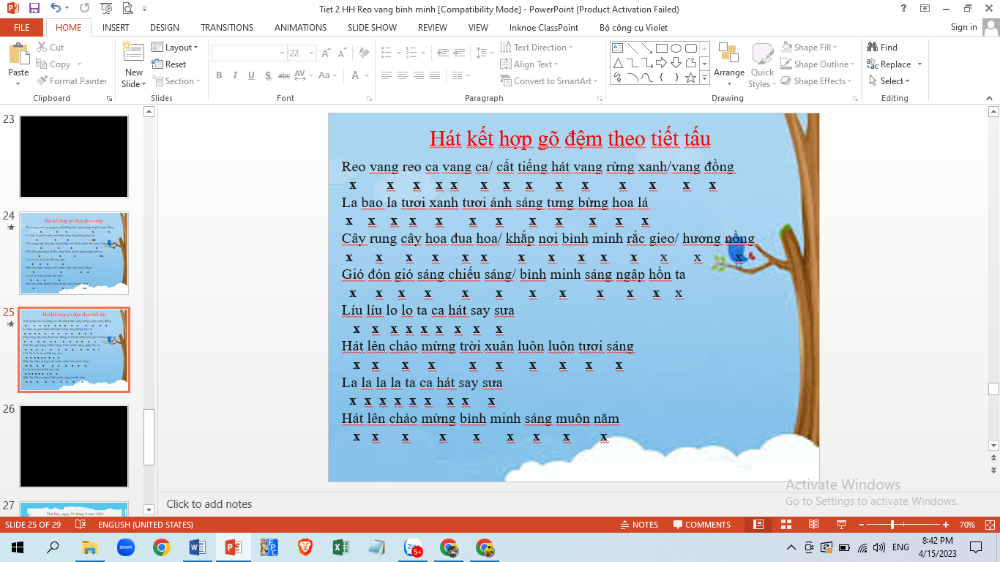 Tiet 2 HH Reo vang binh minh [Compatibility Mode] - PowerPoint (Product Activation Failed)
FILE HOME INSERT DESIGN TRANSITIONS ANIMATIONS SLIDE SHOW REVIEW VIEW Inknoe ClassPoint Bộ công cụ Violet Sign in
Paste
Cut
Copy
Format Painter
Clipboard
New Slide
Layout
Reset
Section
Slides
22
B I U S abc AV Aa A
Font
Text Direction
Align Text
Convert to SmartArt
Paragraph
Arrange
Quick Styles
Shape Fill
Shape Outline
Shape Effects
Drawing
Find
Replace
Select
Editing
23
24
Hát kết hợp gõ đệm theo nhịp
25
Hát kết hợp gõ đệm theo tiết tấu
26
27
Thứ bảy, ngày 25 tháng 9 năm 2021
Hát kết hợp gõ đệm theo tiết tấu
Reo vang reo ca vang ca/ cất tiếng hát vang rừng xanh/vang đồng
x x x x x x x x x x x x x x
La bao la tươi xanh tươi ánh sáng tưng bừng hoa lá
x x x x x x x x x x x x
Cây rung cây hoa đua hoa/ khắp nơi bình minh rắc gieo/ hương nồng
x x x x x x x x x x x x x x
Gió đón gió sáng chiếu sáng/ bình minh sáng ngập hồn ta
x x x x x x x x x x x x
Líu líu lo lo ta ca hát say sưa
x x x x x x x x x
Hát lên chào mừng trời xuân luôn luôn tươi sáng
x x x x x x x x x x
La la la la ta ca hát say sưa
x x x x x x x x x
Hát lên chào mừng bình minh sáng muôn năm
x x x x x x x x x
Activate Windows
Go to Settings to activate Windows.
Click to add notes
SLIDE 25 OF 29 ENGLISH (UNITED STATES) NOTES COMMENTS 70%
zoom
5+
ENG
8:42 PM
4/15/2023